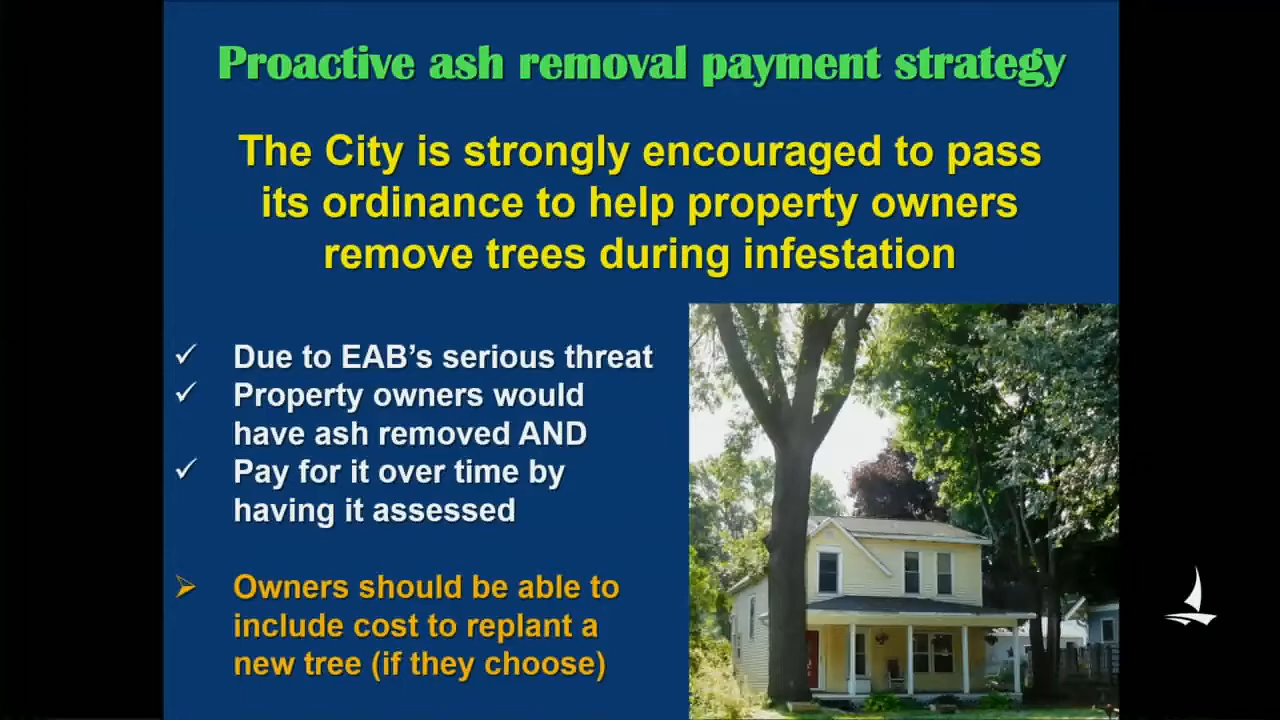 Proactive ash removal payment strategy
The City is strongly encouraged to pass
its ordinance to help property owners
remove trees during infestation
Due to EAB's serious threat
Property owners would
have ash removed AND
Pay for it over time by
having it assessed
Owners should be able to
include cost to replant a
new tree (if they choose)